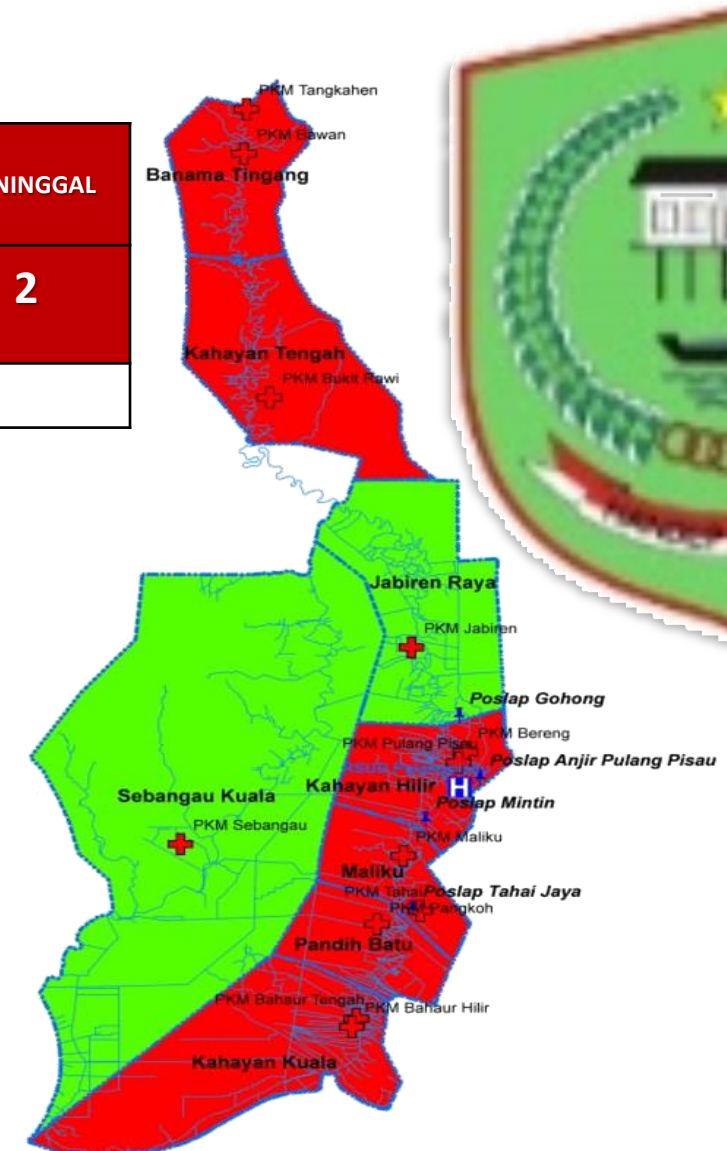 NINGGAL
2
PKM Tangkahen
PKM Bawan
Banama Tingang
Kahayan Tengah
PKM Bukit Rawi
Jabiren Raya
PKM Jabiren
Poslap Gohong
PKM Bereng
PKM Pulang Pisau
Poslap Anjir Pulang Pisau
Kahayan Hilir
H
Poslap Mintin
Sebangau Kuala
PKM Sebangau
PKM Maliku
Maliku
PKM Tahai
Poslap Tahai Jaya
PKM Pangkoh
Pandih Batu
PKM Bahaur Tengah
PKM Bahaur Hilir
Kahayan Kuala